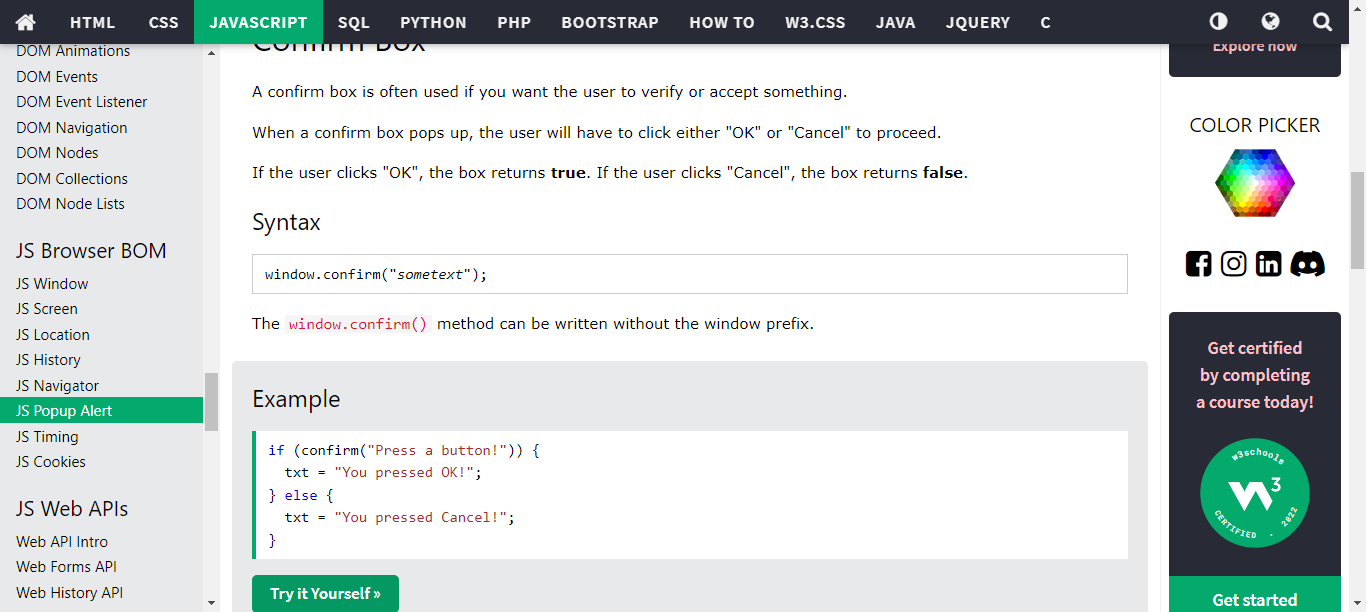 HTML CSS JAVASCRIPT SQL PYTHON PHP BOOTSTRAP HOW TO W3.CSS JAVA JQUERY C
DOM Animations
DOM Events
DOM Event Listener
DOM Navigation
DOM Nodes
DOM Collections
DOM Node Lists
JS Browser BOM
JS Window
JS Screen
JS Location
JS History
JS Navigator
JS Popup Alert
JS Timing
JS Cookies
JS Web APIs
Web API Intro
Web Forms API
Web History API
Confirm Box
A confirm box is often used if you want the user to verify or accept something.
When a confirm box pops up, the user will have to click either "OK" or "Cancel" to proceed.
If the user clicks "OK", the box returns true. If the user clicks "Cancel", the box returns false.
Syntax
window.confirm("sometext");
The window.confirm() method can be written without the window prefix.
Example
if (confirm("Press a button!")) {
  txt = "You pressed OK!";
} else {
  txt = "You pressed Cancel!";
}
Try it Yourself »
Explore now
COLOR PICKER
Get certified
by completing
a course today!
w3schools
3
CERTIFIED . 2022
Get started